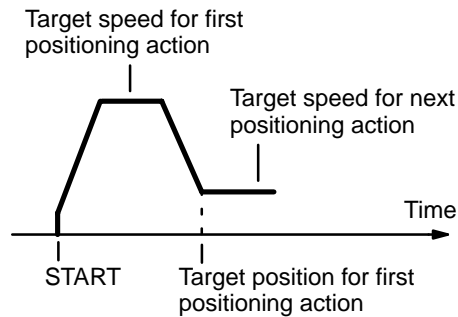 Target speed for first
positioning action
Target speed for next
positioning action
Time
START
Target position for first
positioning action